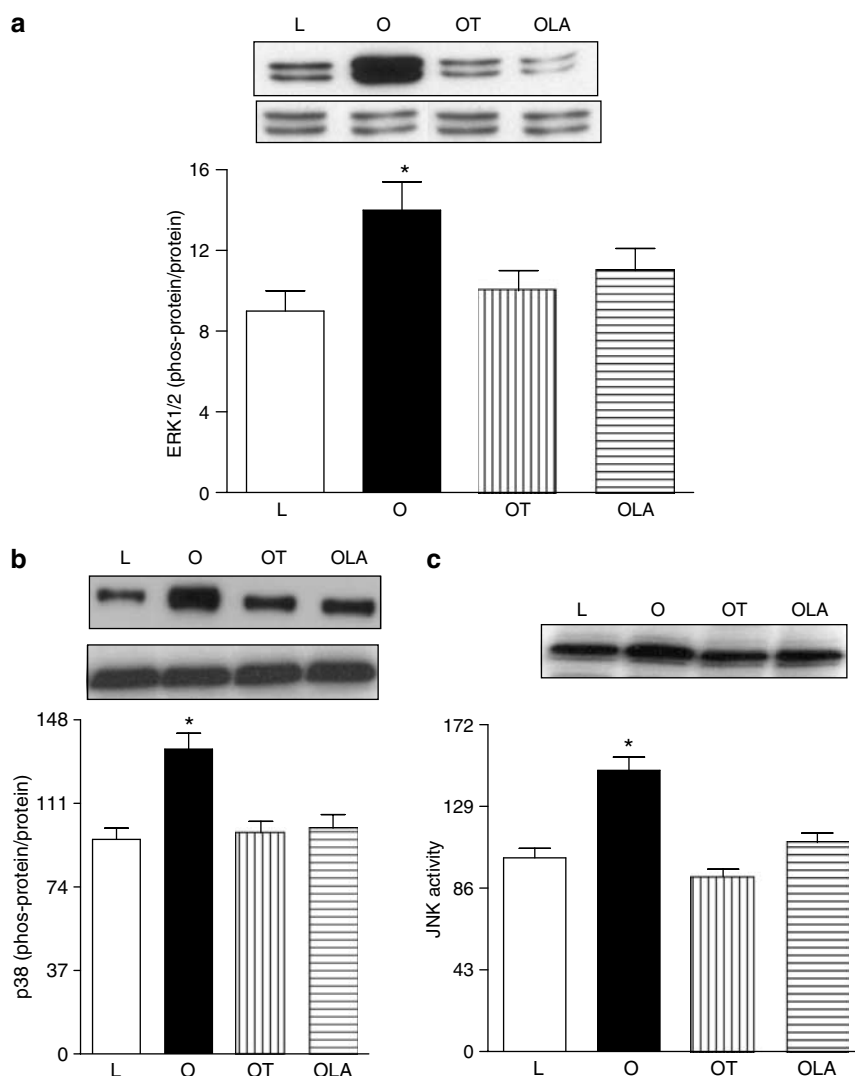 a
L O OT OLA
*
16
12
8
4
0
ERK1/2 (phos-protein/protein)
L O OT OLA
b
L O OT OLA
*
148
111
74
37
0
p38 (phos-protein/protein)
L O OT OLA
c
L O OT OLA
*
172
129
86
43
0
JNK activity
L O OT OLA